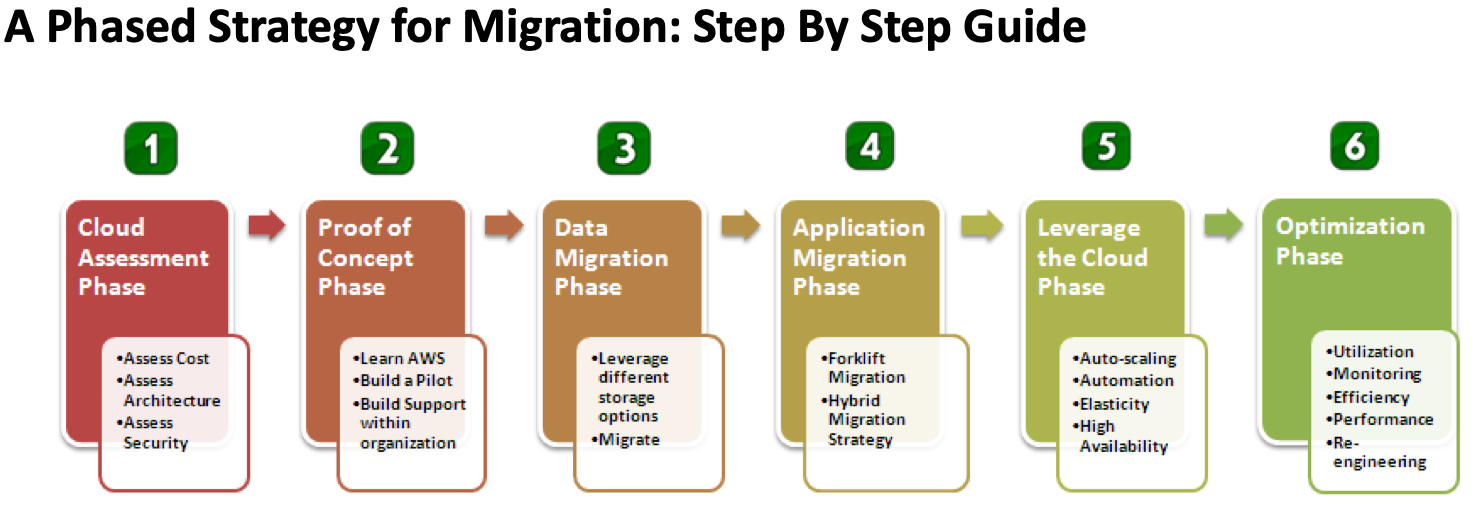 A Phased Strategy for Migration: Step By Step Guide
1
Cloud
Assessment
Phase
•Assess Cost
•Assess
Architecture
•Assess
Security
2
Proof of
Concept
Phase
•Learn AWS
•Build a Pilot
•Build Support
within
organization
3
Data
Migration
Phase
•Leverage
different
storage
options
•Migrate
4
Application
Migration
Phase
•Forklift
Migration
•Hybrid
Migration
Strategy
5
Leverage
the Cloud
Phase
•Auto-scaling
•Automation
•Elasticity
•High
Availability
6
Optimization
Phase
•Utilization
•Monitoring
•Efficiency
•Performance
•Re-
engineering